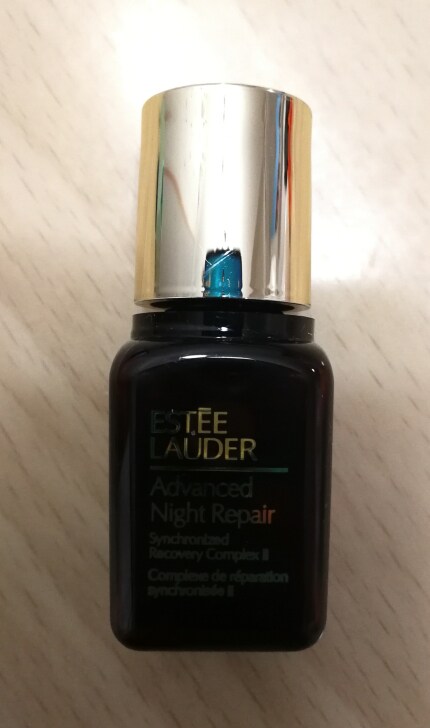 ESTĒE
LAUDER
Advanced
Night Repair
Synchronized
Recovery Complex II
Complexe de réparation
synchronisée II